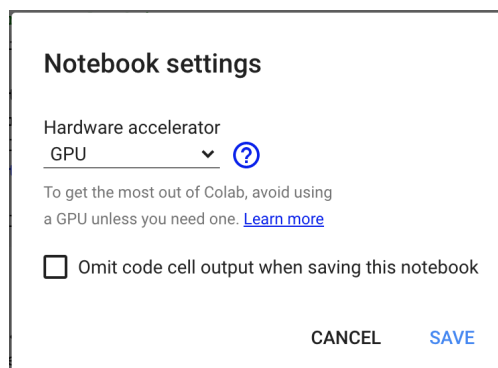 Notebook settings
Hardware accelerator
GPU
?
To get the most out of Colab, avoid using
a GPU unless you need one. Learn more
Omit code cell output when saving this notebook
CANCEL SAVE